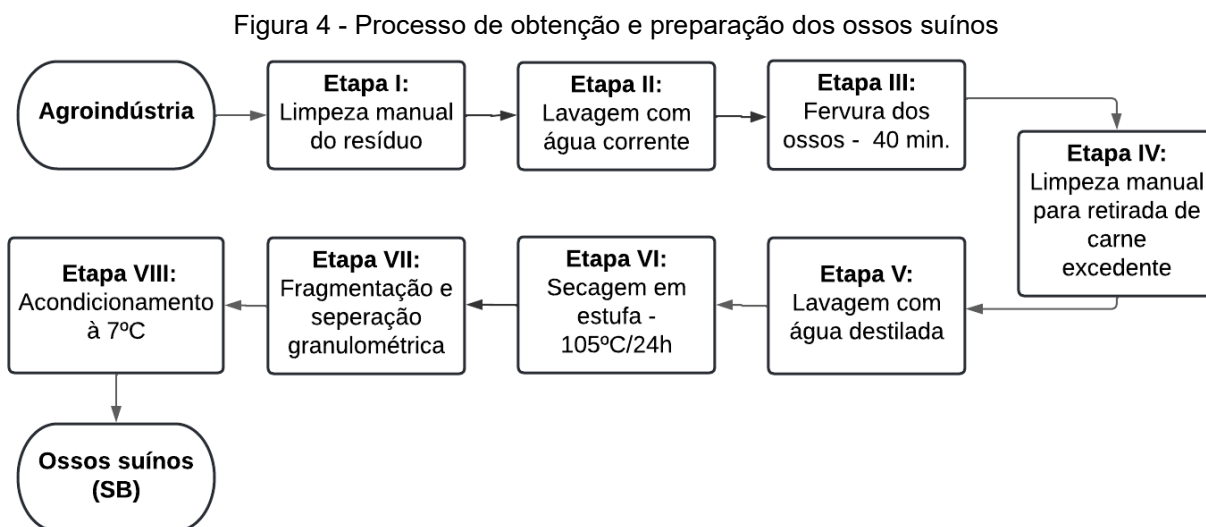 Figura 4 - Processo de obtenção e preparação dos ossos suínos
Agroindústria
Etapa I:
Limpeza manual
do resíduo
Etapa II:
Lavagem com
água corrente
Etapa III:
Fervura dos
ossos -  40 min.
Etapa IV:
Limpeza manual
para retirada de
carne
excedente
Etapa V:
Lavagem com
água destilada
Etapa VI:
Secagem em
estufa -
105ºC/24h
Etapa VII:
Fragmentação e
seperação
granulométrica
Etapa VIII:
Acondicionamento
à 7ºC
Ossos suínos
(SB)